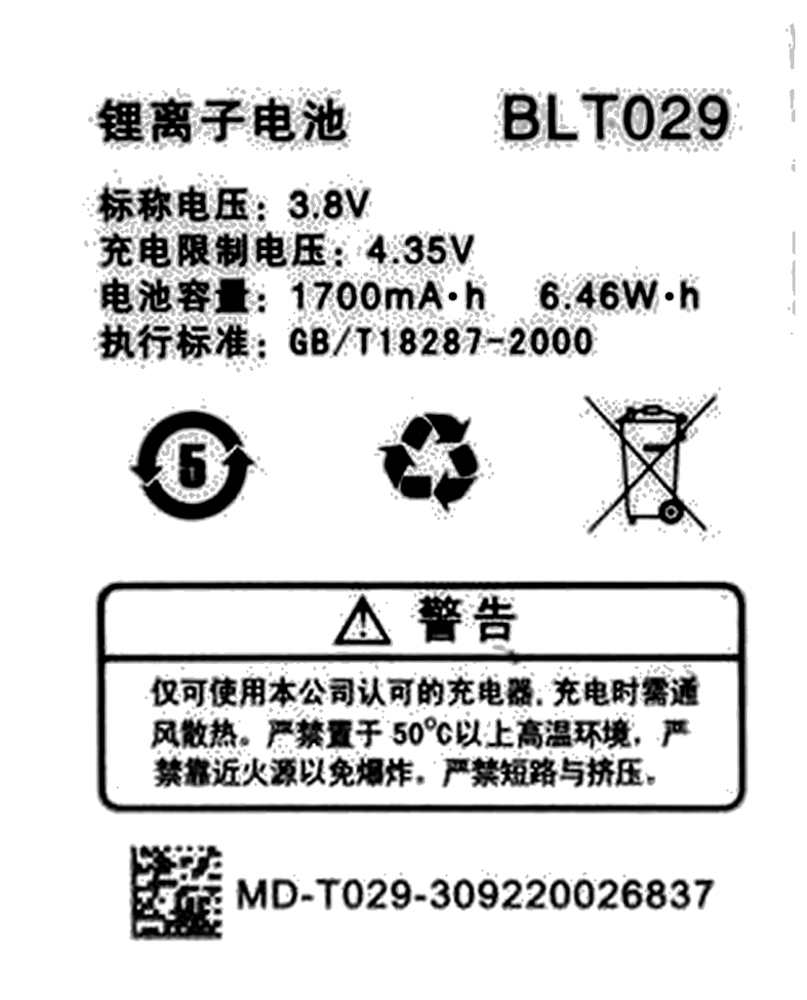 锂离子电池 BLT029
标称电压：3.8V
充电限制电压：4.35V
电池容量：1700mA·h 6.46W·h
执行标准：GB/T18287-2000
5
警告
仅可使用本公司认可的充电器，充电时需通
风散热。严禁置于 50°C以上高温环境，严
禁靠近火源以免爆炸。严禁短路与挤压。
MD-T029-309220026837